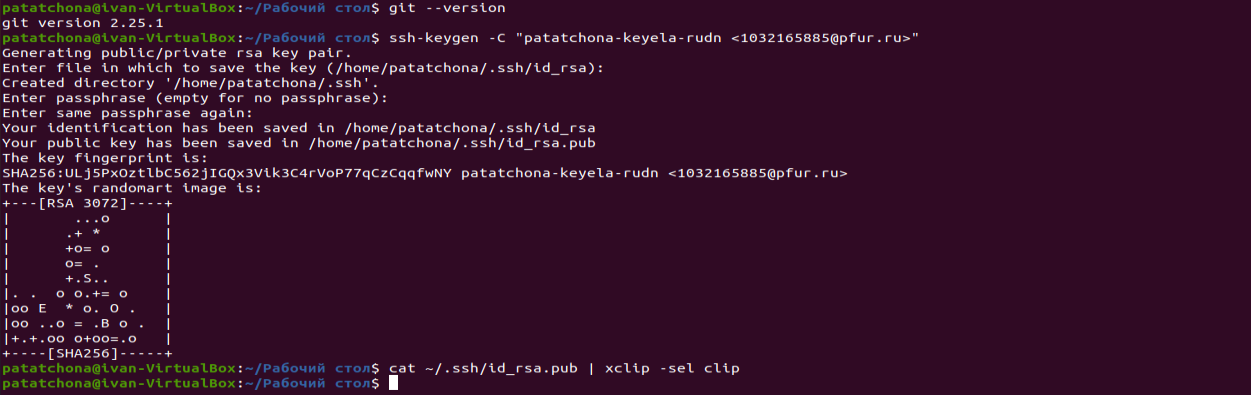 patatchona@ivan-VirtualBox:~/Рабочий стол$ git --version
git version 2.25.1
patatchona@ivan-VirtualBox:~/Рабочий стол$ ssh-keygen -C "patatchona-keyela-rudn <1032165885@pfur.ru>"
Generating public/private rsa key pair.
Enter file in which to save the key (/home/patatchona/.ssh/id_rsa):
Created directory '/home/patatchona/.ssh'.
Enter passphrase (empty for no passphrase):
Enter same passphrase again:
Your identification has been saved in /home/patatchona/.ssh/id_rsa
Your public key has been saved in /home/patatchona/.ssh/id_rsa.pub
The key fingerprint is:
SHA256:ULj5PxOztlbC562jIGQx3Vik3C4rVoP77qCzCqqfwNY patatchona-keyela-rudn <1032165885@pfur.ru>
The key's randomart image is:
+---[RSA 3072]----+
|        ...o     |
|       .+ *      |
|       +o= o     |
|       o= .      |
|       +.S..     |
|. .  o o.+= o    |
|oo E  * o. O .   |
|oo ..o = .B o .  |
|+.+.oo o+oo=.o   |
+----[SHA256]-----+
patatchona@ivan-VirtualBox:~/Рабочий стол$ cat ~/.ssh/id_rsa.pub | xclip -sel clip
patatchona@ivan-VirtualBox:~/Рабочий стол$